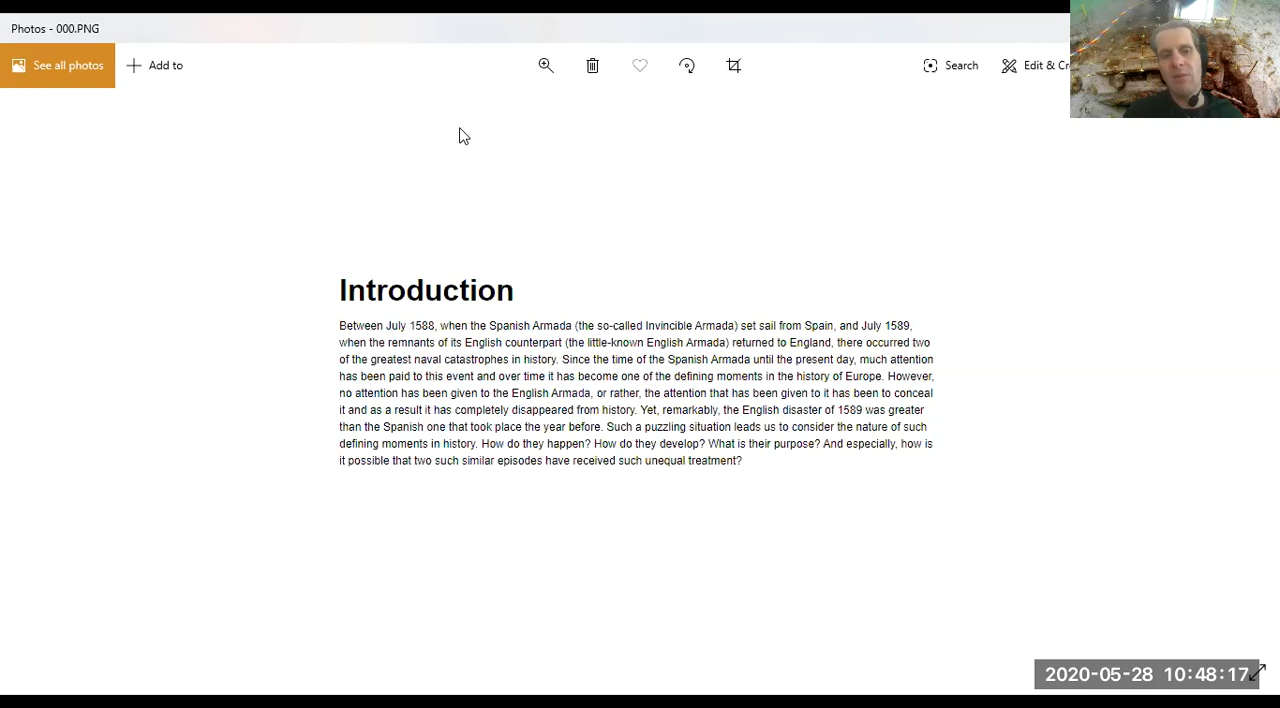 Photos - 000.PNG
See all photos
Add to
Search
Edit & Cr
Introduction
Between July 1588, when the Spanish Armada (the so-called Invincible Armada) set sail from Spain, and July 1589,
when the remnants of its English counterpart (the little-known English Armada) returned to England, there occurred two
of the greatest naval catastrophes in history. Since the time of the Spanish Armada until the present day, much attention
has been paid to this event and over time it has become one of the defining moments in the history of Europe. However,
no attention has been given to the English Armada, or rather, the attention that has been given to it has been to conceal
it and as a result it has completely disappeared from history. Yet, remarkably, the English disaster of 1589 was greater
than the Spanish one that took place the year before. Such a puzzling situation leads us to consider the nature of such
defining moments in history. How do they happen? How do they develop? What is their purpose? And especially, how is
it possible that two such similar episodes have received such unequal treatment?
2020-05-28 10:48:17